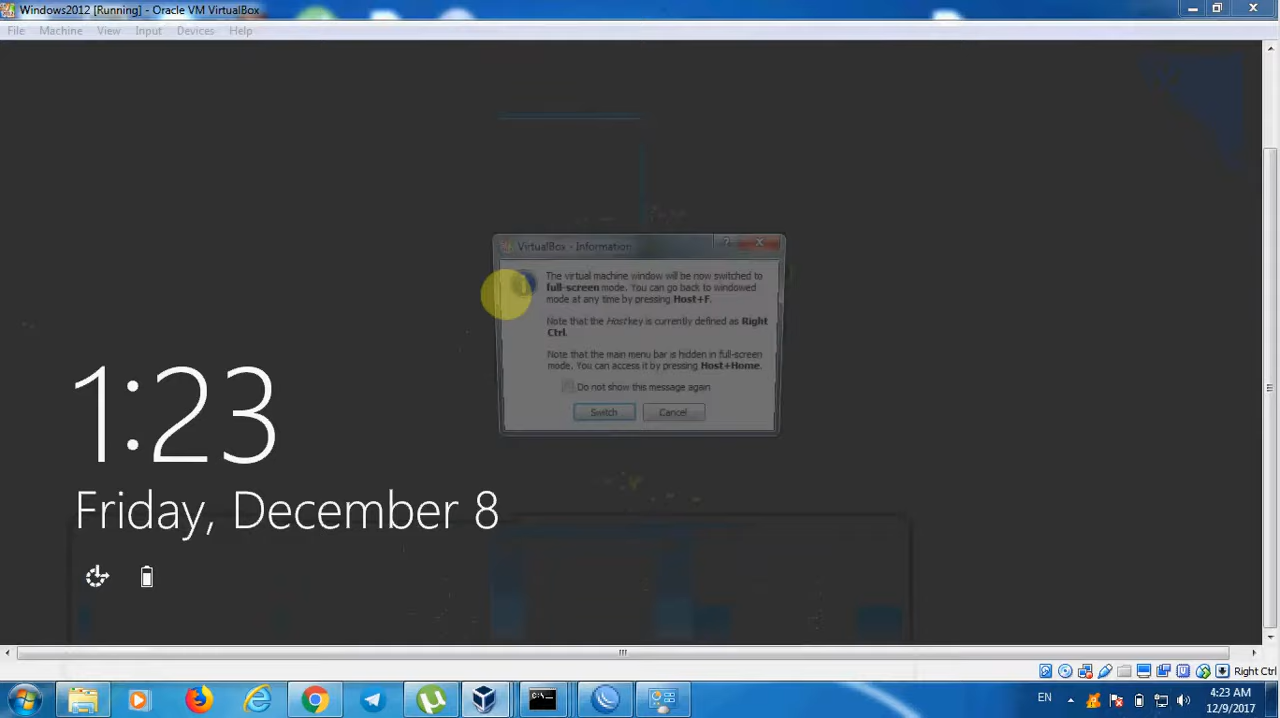 Windows2012 [Running] - Oracle VM VirtualBox
File Machine View Input Devices Help
VirtualBox - Information
The virtual machine window will be now switched to
full-screen mode. You can go back to windowed
mode at any time by pressing Host+F.
Note that the Host key is currently defined as Right
Ctrl.
Note that the main menu bar is hidden in full-screen
mode. You can access it by pressing Host+Home.
Do not show this message again
Switch Cancel
1:23
Friday, December 8
Right Ctrl
EN
4:23 AM
12/9/2017